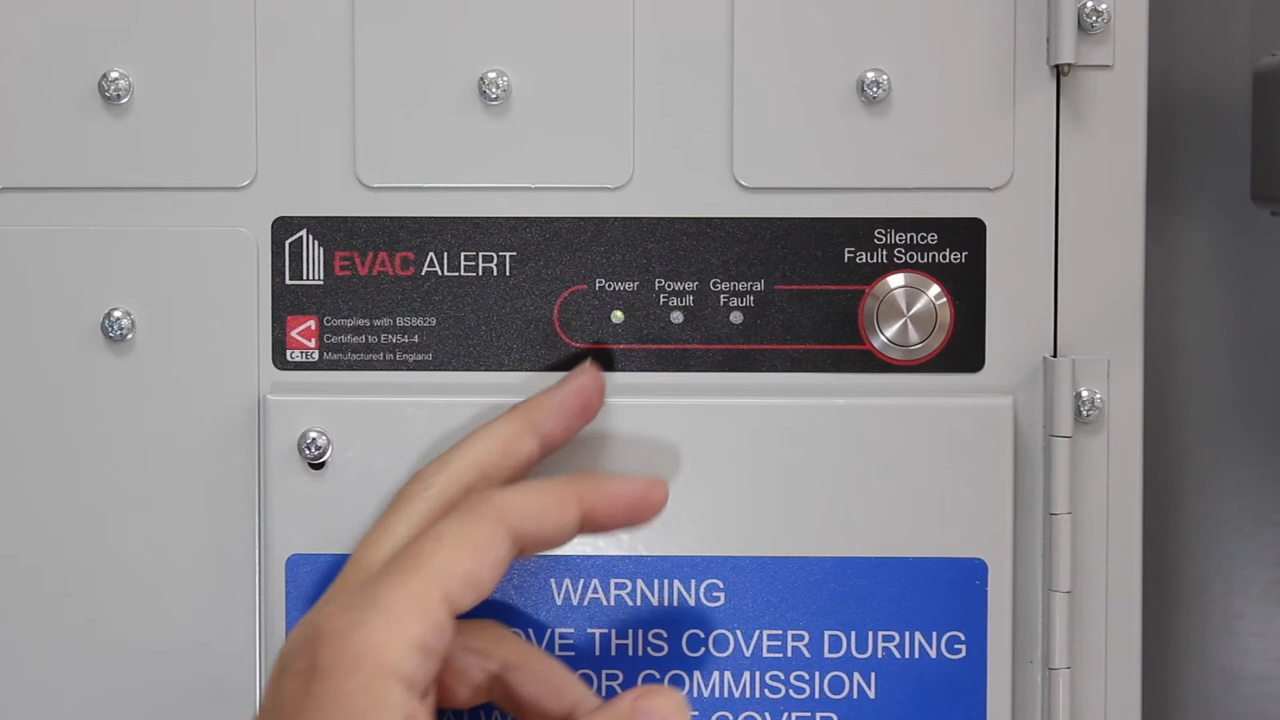 EVAC ALERT
Complies with BS8629
Certified to EN54-4
Manufactured in England
C-TEC
Power
Power
Fault
General
Fault
Silence
Fault Sounder
WARNING
THIS COVER DURING
OR COMMISSION
COVER